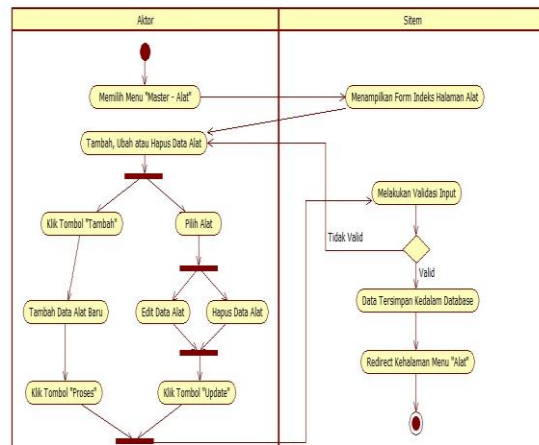 Aktor
Sitem
Memilih Menu "Master - Alat"
Menampilkan Form Indeks Halaman Alat
Tambah, Ubah atau Hapus Data Alat
Melakukan Validasi Input
Klik Tombol "Tambah"
Pilih Alat
Tidak Valid
Valid
Tambah Data Alat Baru
Edit Data Alat
Hapus Data Alat
Data Tersimpan Kedalam Database
Redirect Kehalaman Menu "Alat"
Klik Tombol "Proses"
Klik Tombol "Update"